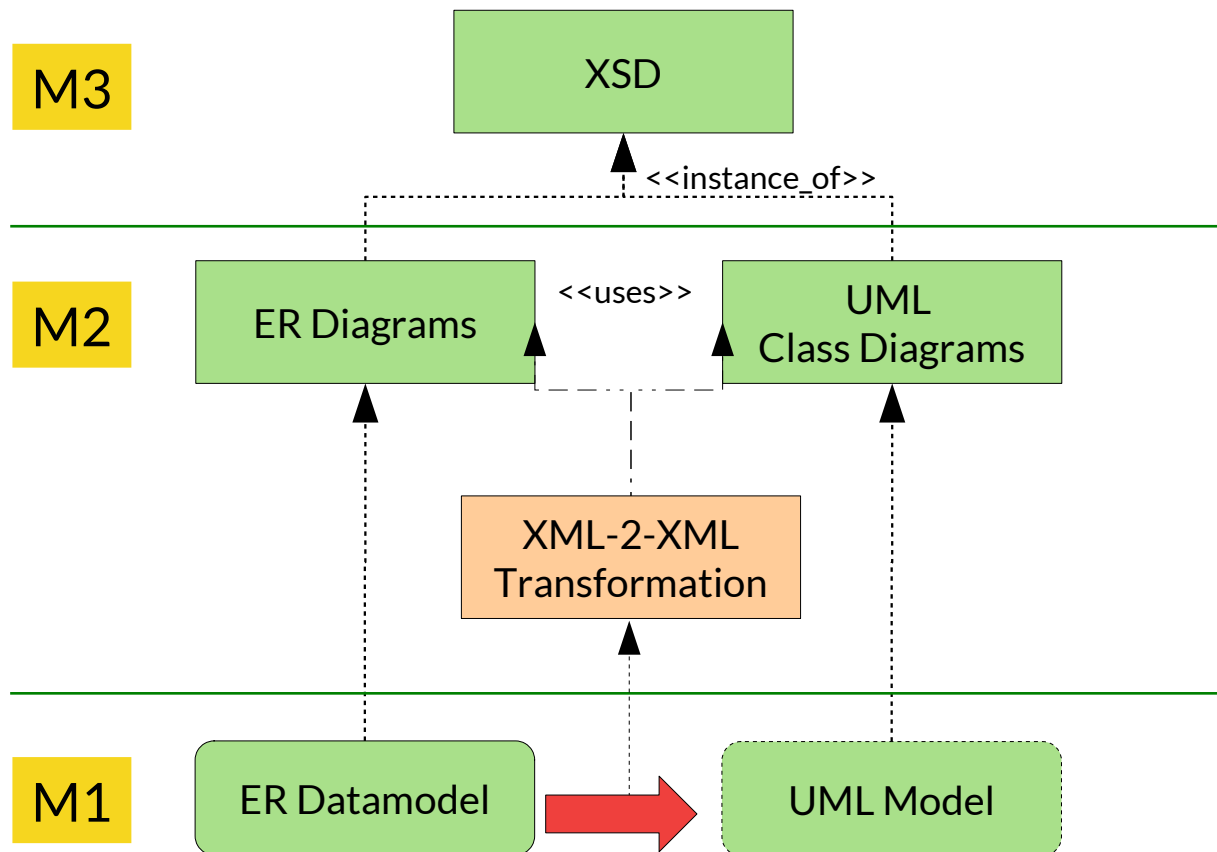 M3
XSD
<<instance_of>>
M2
ER Diagrams
<<uses>>
UML
Class Diagrams
XML-2-XML
Transformation
M1
ER Datamodel
UML Model